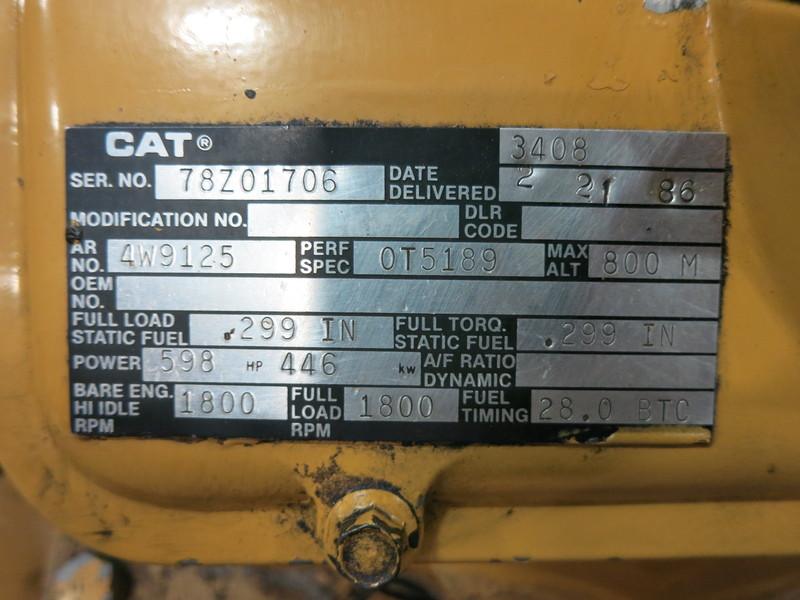 CAT® 3408
SER. NO. 78Z01706 DATE DELIVERED 2 21 86
MODIFICATION NO. DLR CODE
AR NO. 4W9125 PERF SPEC 0T5189 MAX ALT 800 M
OEM NO.
FULL LOAD STATIC FUEL .299 IN FULL TORQ. STATIC FUEL .299 IN
POWER 598 HP 446 kw A/F RATIO DYNAMIC
BARE ENG. HI IDLE RPM 1800 FULL LOAD RPM 1800 FUEL TIMING 28.0 BTC